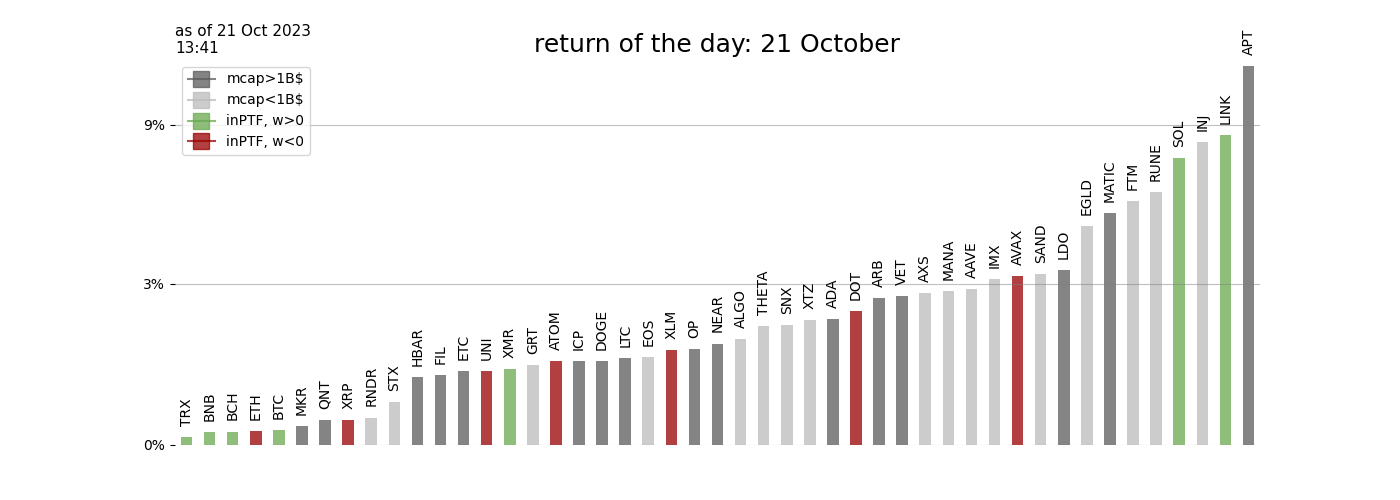 as of 21 Oct 2023
13:41
return of the day: 21 October
mcap>1B$
mcap<1B$
inPTF, w>0
inPTF, w<0
9%
3%
0%
TRX
BNB
BCH
ETH
BTC
MKR
QNT
XRP
RNDR
STX
HBAR
FIL
ETC
UNI
XMR
GRT
ATOM
ICP
DOGE
LTC
EOS
XLM
OP
NEAR
ALGO
THETA
SNX
XTZ
ADA
DOT
ARB
VET
AXS
MANA
AAVE
IMX
AVAX
SAND
LDO
EGLD
MATIC
FTM
RUNE
SOL
INJ
LINK
APT